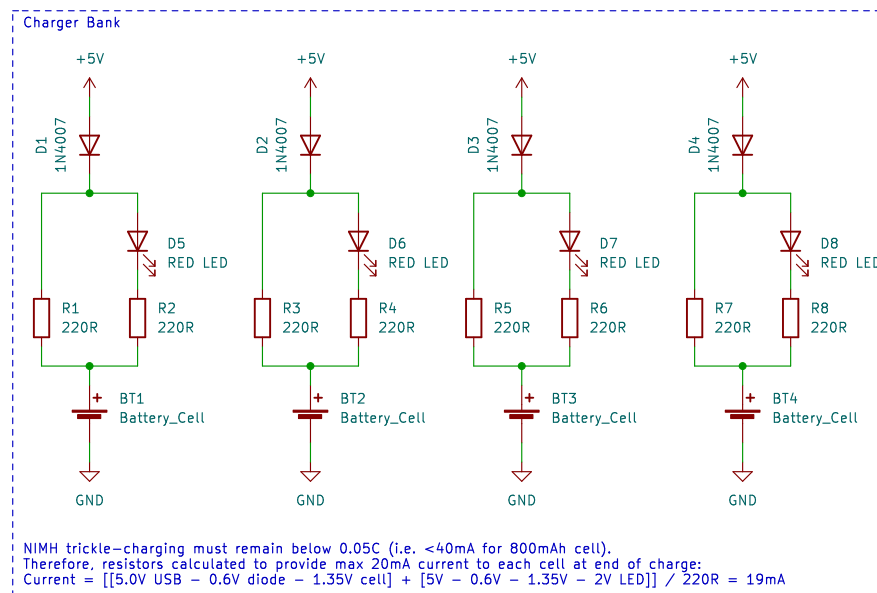 Charger Bank
+5V +5V +5V +5V
D1 1N4007 D2 1N4007 D3 1N4007 D4 1N4007
D5 D6 D7 D8
RED LED RED LED RED LED RED LED
R1 R2 R3 R4 R5 R6 R7 R8
220R 220R 220R 220R 220R 220R 220R 220R
BT1 BT2 BT3 BT4
Battery_Cell Battery_Cell Battery_Cell Battery_Cell
GND GND GND GND
NIMH trickle-charging must remain below 0.05C (i.e. <40mA for 800mAh cell).
Therefore, resistors calculated to provide max 20mA current to each cell at end of charge:
Current = [[5.0V USB - 0.6V diode - 1.35V cell] + [5V - 0.6V - 1.35V - 2V LED]] / 220R = 19mA